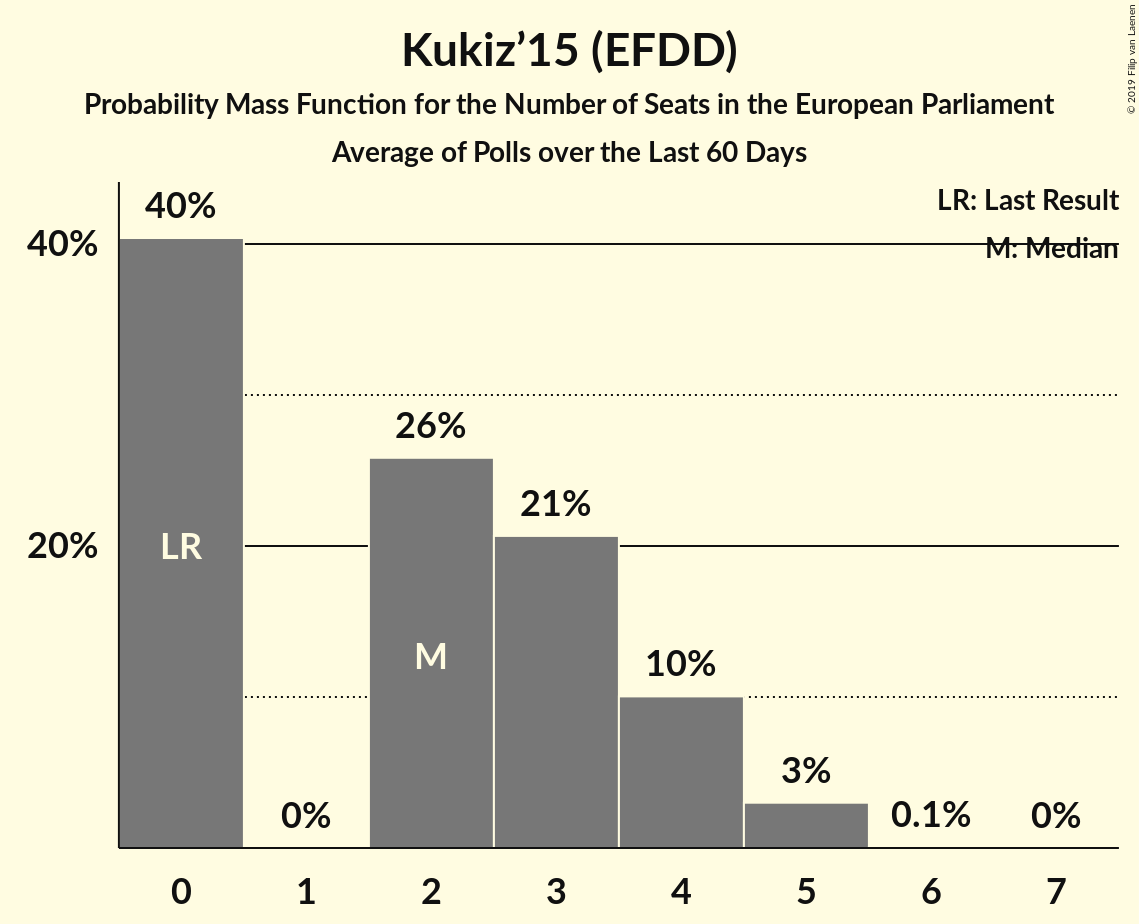 Kukiz’15 (EFDD)
Probability Mass Function for the Number of Seats in the European Parliament
Average of Polls over the Last 60 Days
© 2019 Filip van Laenen
LR: Last Result
M: Median
40%
20%
40%
0%
26%
21%
10%
3%
0.1%
0%
LR
M
0 1 2 3 4 5 6 7